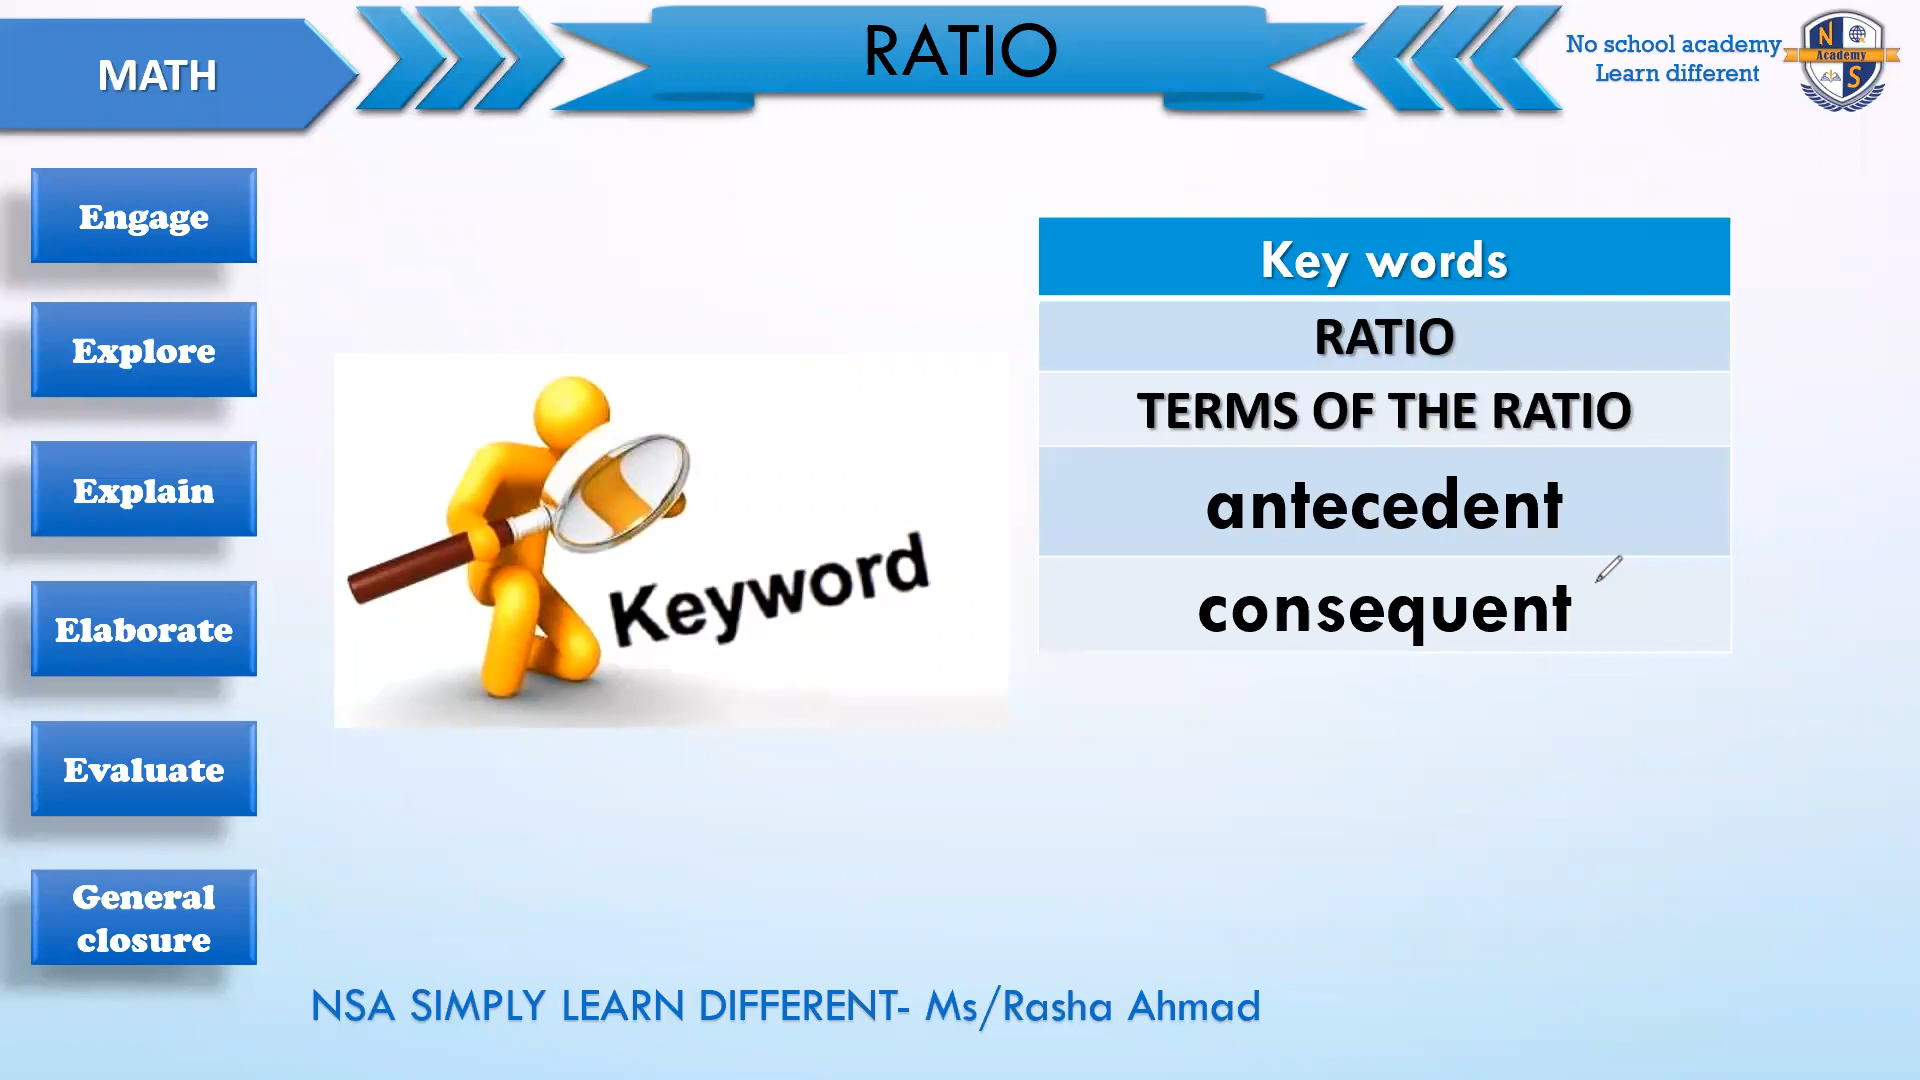 MATH
RATIO
No school academy
Learn different
N
Academy
S
Engage
Explore
Explain
Elaborate
Evaluate
General
closure
Keyword
Key words
RATIO
TERMS OF THE RATIO
antecedent
consequent
NSA SIMPLY LEARN DIFFERENT- Ms/Rasha Ahmad